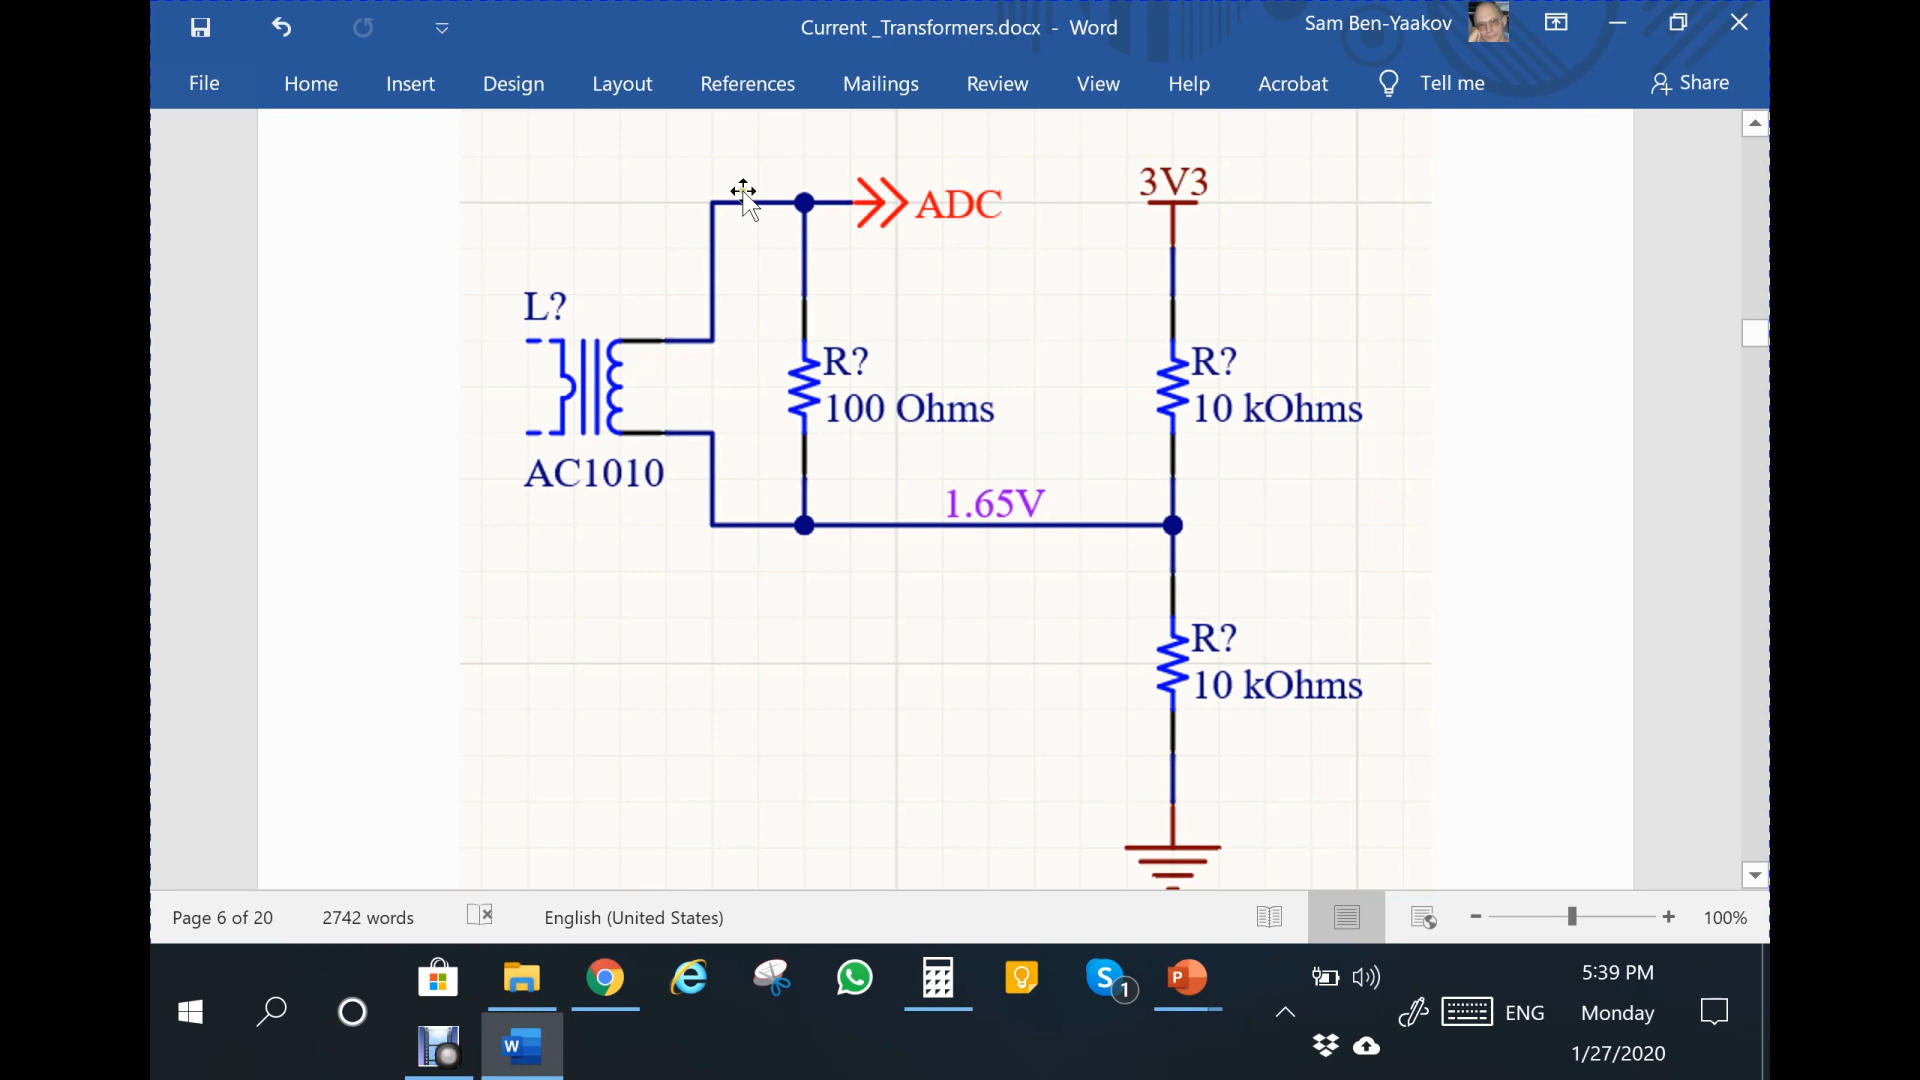 Current _Transformers.docx - Word
Sam Ben-Yaakov
File Home Insert Design Layout References Mailings Review View Help Acrobat Tell me Share
ADC
3V3
L?
R?
100 Ohms
R?
10 kOhms
AC1010
1.65V
R?
10 kOhms
Page 6 of 20 2742 words English (United States) 100%
5:39 PM
ENG Monday
1/27/2020
S 1
P
W